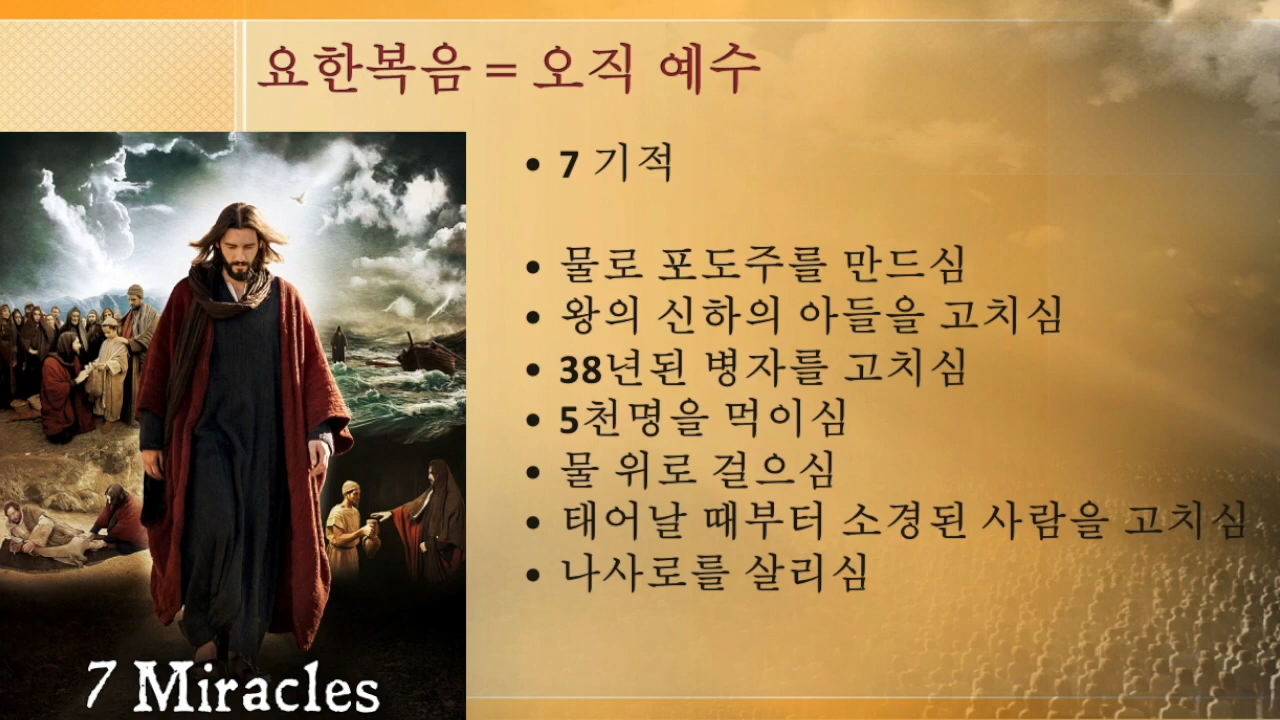 요한복음 = 오직 예수
• 7 기적
• 물로 포도주를 만드심
• 왕의 신하의 아들을 고치심
• 38년된 병자를 고치심
• 5천명을 먹이심
• 물 위로 걸으심
• 태어날 때부터 소경된 사람을 고치심
• 나사로를 살리심
7 Miracles